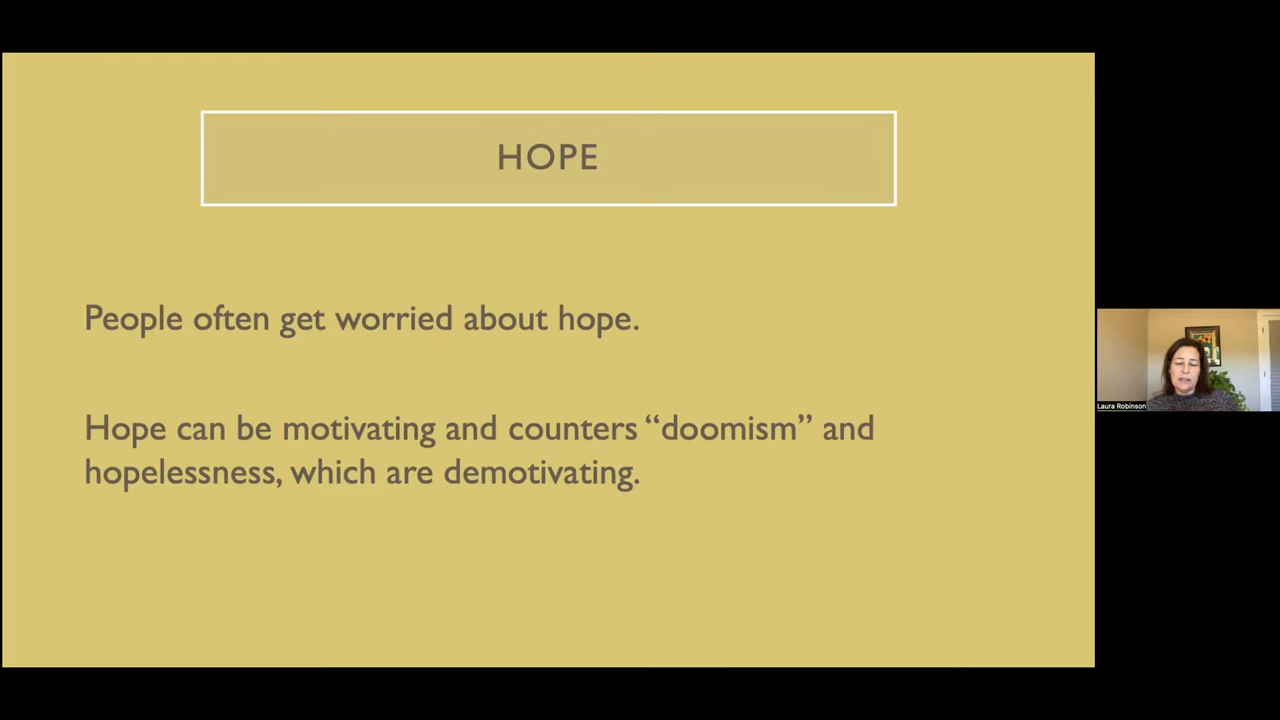 HOPE
People often get worried about hope.
Hope can be motivating and counters “doomism” and
hopelessness, which are demotivating.
Laura Robinson